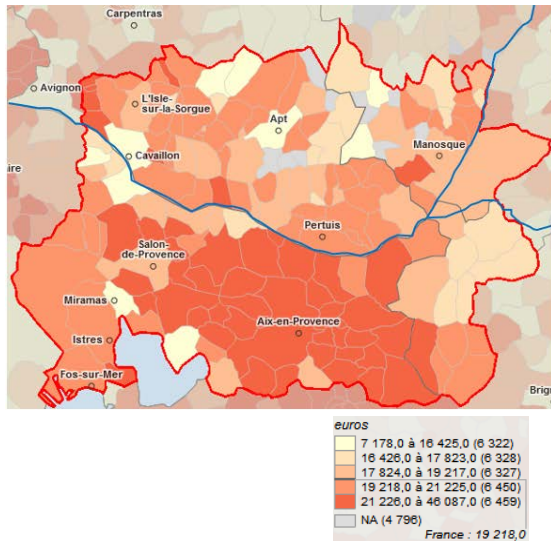 Carpentras
Avignon
L'Isle-
sur-la-Sorgue
Apt
Cavaillon
Manosque
aire
Pertuis
Salon-
de-Provence
Miramas
Aix-en-Provence
Istres
Fos-sur-Mer
Brign
euros
7 178,0 à 16 425,0 (6 322)
16 426,0 à 17 823,0 (6 328)
17 824,0 à 19 217,0 (6 327)
19 218,0 à 21 225,0 (6 450)
21 226,0 à 46 087,0 (6 459)
NA (4 796)
France : 19 218,0